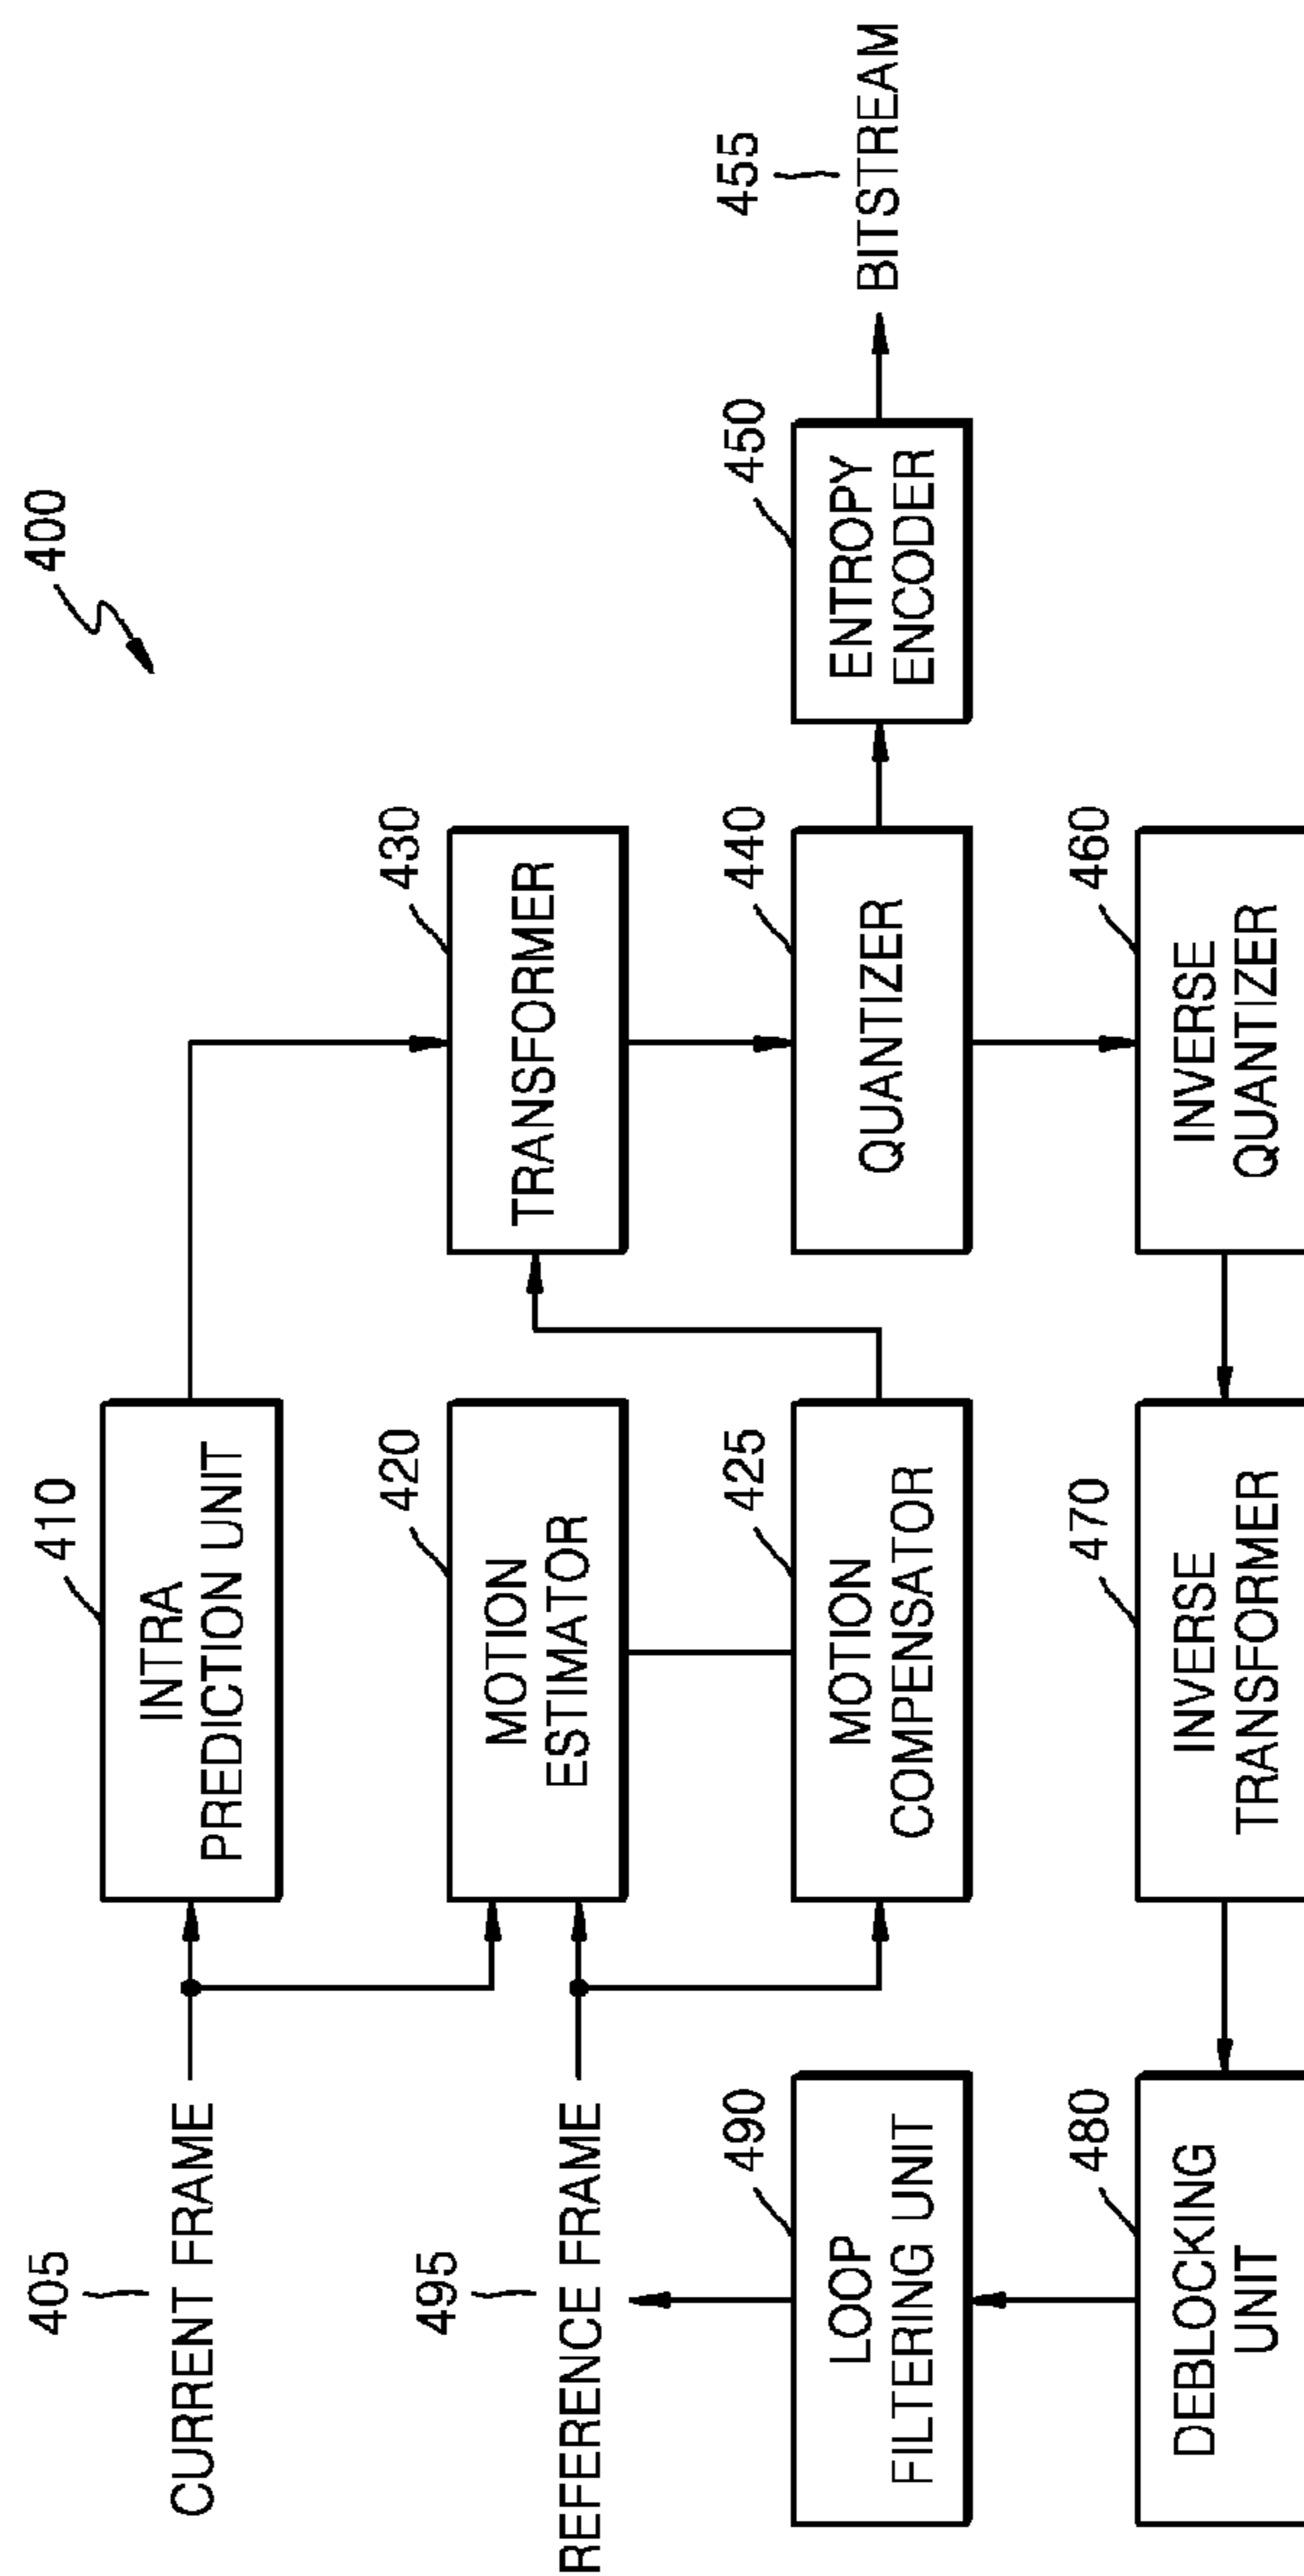 400
405
CURRENT FRAME
410
INTRA
PREDICTION UNIT
495
REFERENCE FRAME
420
MOTION
ESTIMATOR
430
TRANSFORMER
490
LOOP
FILTERING UNIT
425
MOTION
COMPENSATOR
440
QUANTIZER
450
ENTROPY
ENCODER
455
BITSTREAM
480
DEBLOCKING
UNIT
470
INVERSE
TRANSFORMER
460
INVERSE
QUANTIZER